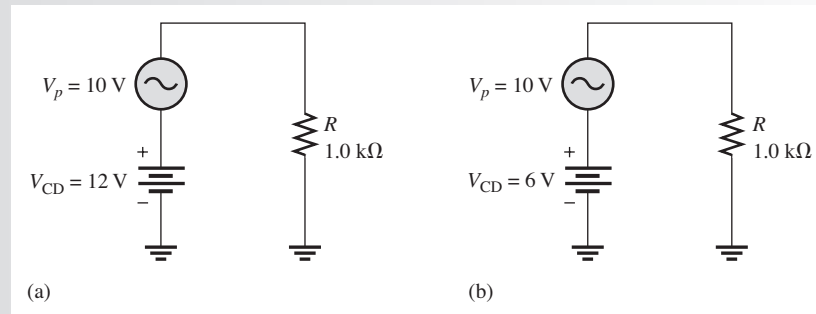 V_p = 10 V
R
1.0 kΩ
+
V_CD = 12 V
−
(a)
V_p = 10 V
R
1.0 kΩ
+
V_CD = 6 V
−
(b)